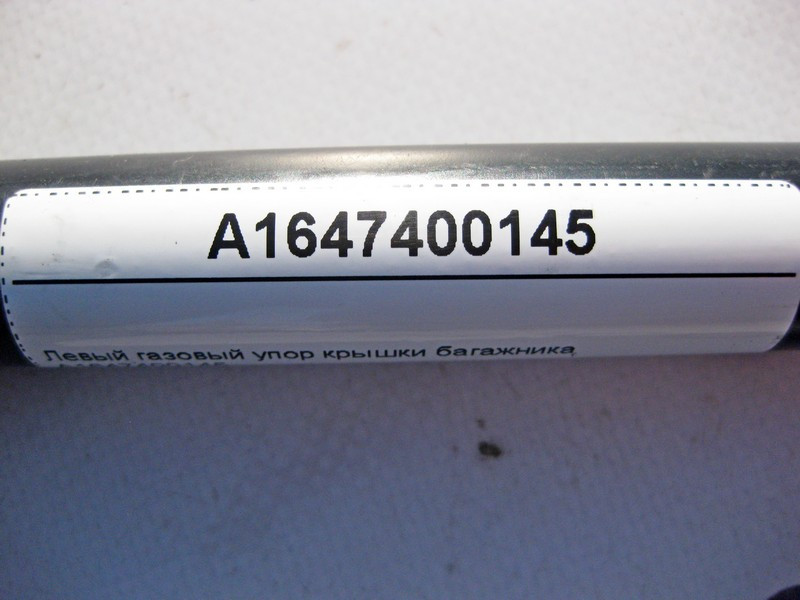 A1647400145
Левый газовый упор крышки багажника,